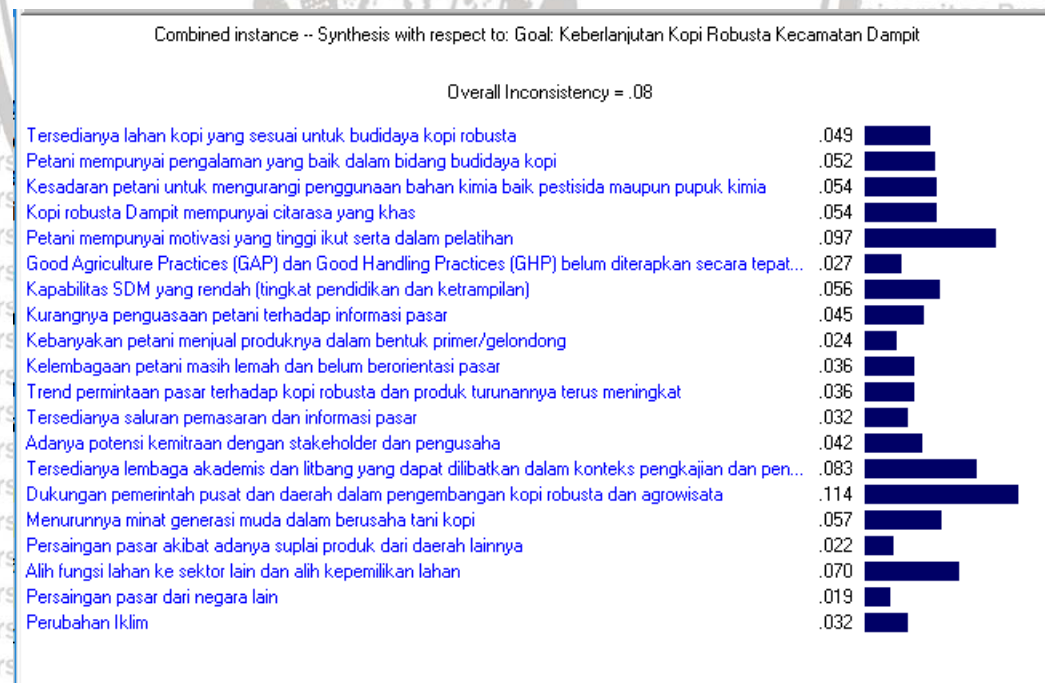 Combined instance -- Synthesis with respect to: Goal: Keberlanjutan Kopi Robusta Kecamatan Dampit
Overall Inconsistency = .08
Tersedianya lahan kopi yang sesuai untuk budidaya kopi robusta .049
Petani mempunyai pengalaman yang baik dalam bidang budidaya kopi .052
Kesadaran petani untuk mengurangi penggunaan bahan kimia baik pestisida maupun pupuk kimia .054
Kopi robusta Dampit mempunyai citarasa yang khas .054
Petani mempunyai motivasi yang tinggi ikut serta dalam pelatihan .097
Good Agriculture Practices (GAP) dan Good Handling Practices (GHP) belum diterapkan secara tepat... .027
Kapabilitas SDM yang rendah (tingkat pendidikan dan ketrampilan) .056
Kurangnya penguasaan petani terhadap informasi pasar .045
Kebanyakan petani menjual produknya dalam bentuk primer/gelondong .024
Kelembagaan petani masih lemah dan belum berorientasi pasar .036
Trend permintaan pasar terhadap kopi robusta dan produk turunannya terus meningkat .036
Tersedianya saluran pemasaran dan informasi pasar .032
Adanya potensi kemitraan dengan stakeholder dan pengusaha .042
Tersedianya lembaga akademis dan litbang yang dapat dilibatkan dalam konteks pengkajian dan pen... .083
Dukungan pemerintah pusat dan daerah dalam pengembangan kopi robusta dan agrowisata .114
Menurunnya minat generasi muda dalam berusaha tani kopi .057
Persaingan pasar akibat adanya suplai produk dari daerah lainnya .022
Alih fungsi lahan ke sektor lain dan alih kepemilikan lahan .070
Persaingan pasar dari negara lain .019
Perubahan Iklim .032